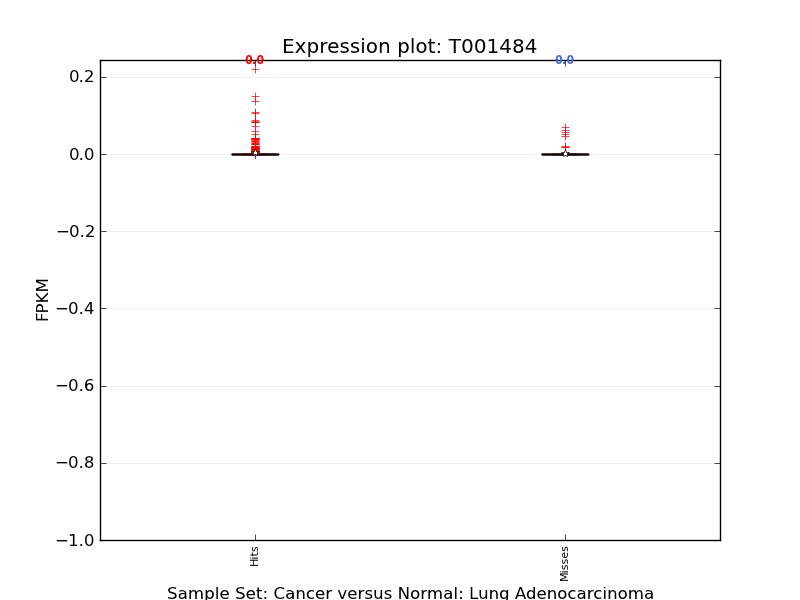 Expression plot: T001484
0.0 0.0
0.2
0.0
−0.2
−0.4
−0.6
−0.8
−1.0
FPKM
Hits
Misses
Sample Set: Cancer versus Normal: Lung Adenocarcinoma